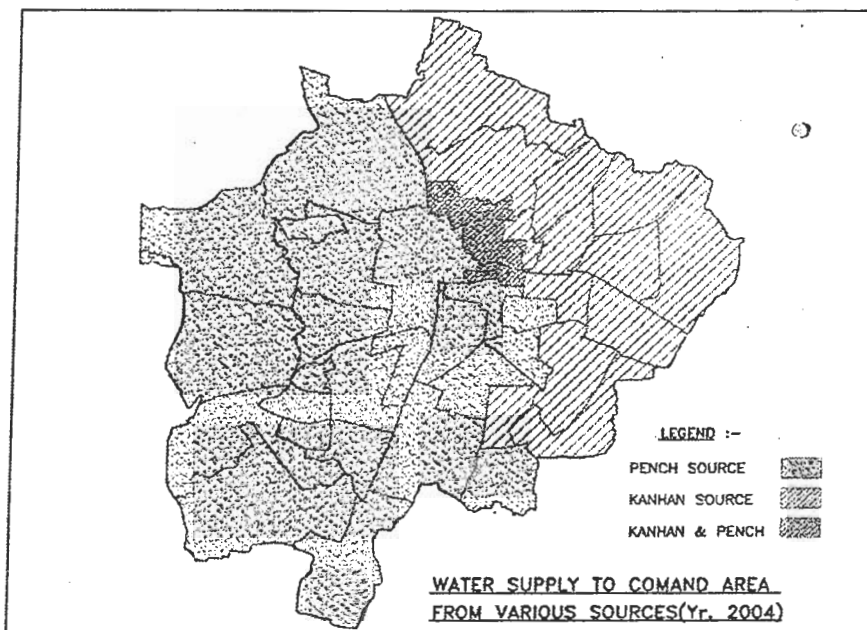 LEGEND :-
PENCH SOURCE
KANHAN SOURCE
KANHAN & PENCH
WATER SUPPLY TO COMAND AREA
FROM VARIOUS SOURCES(Yr. 2004)